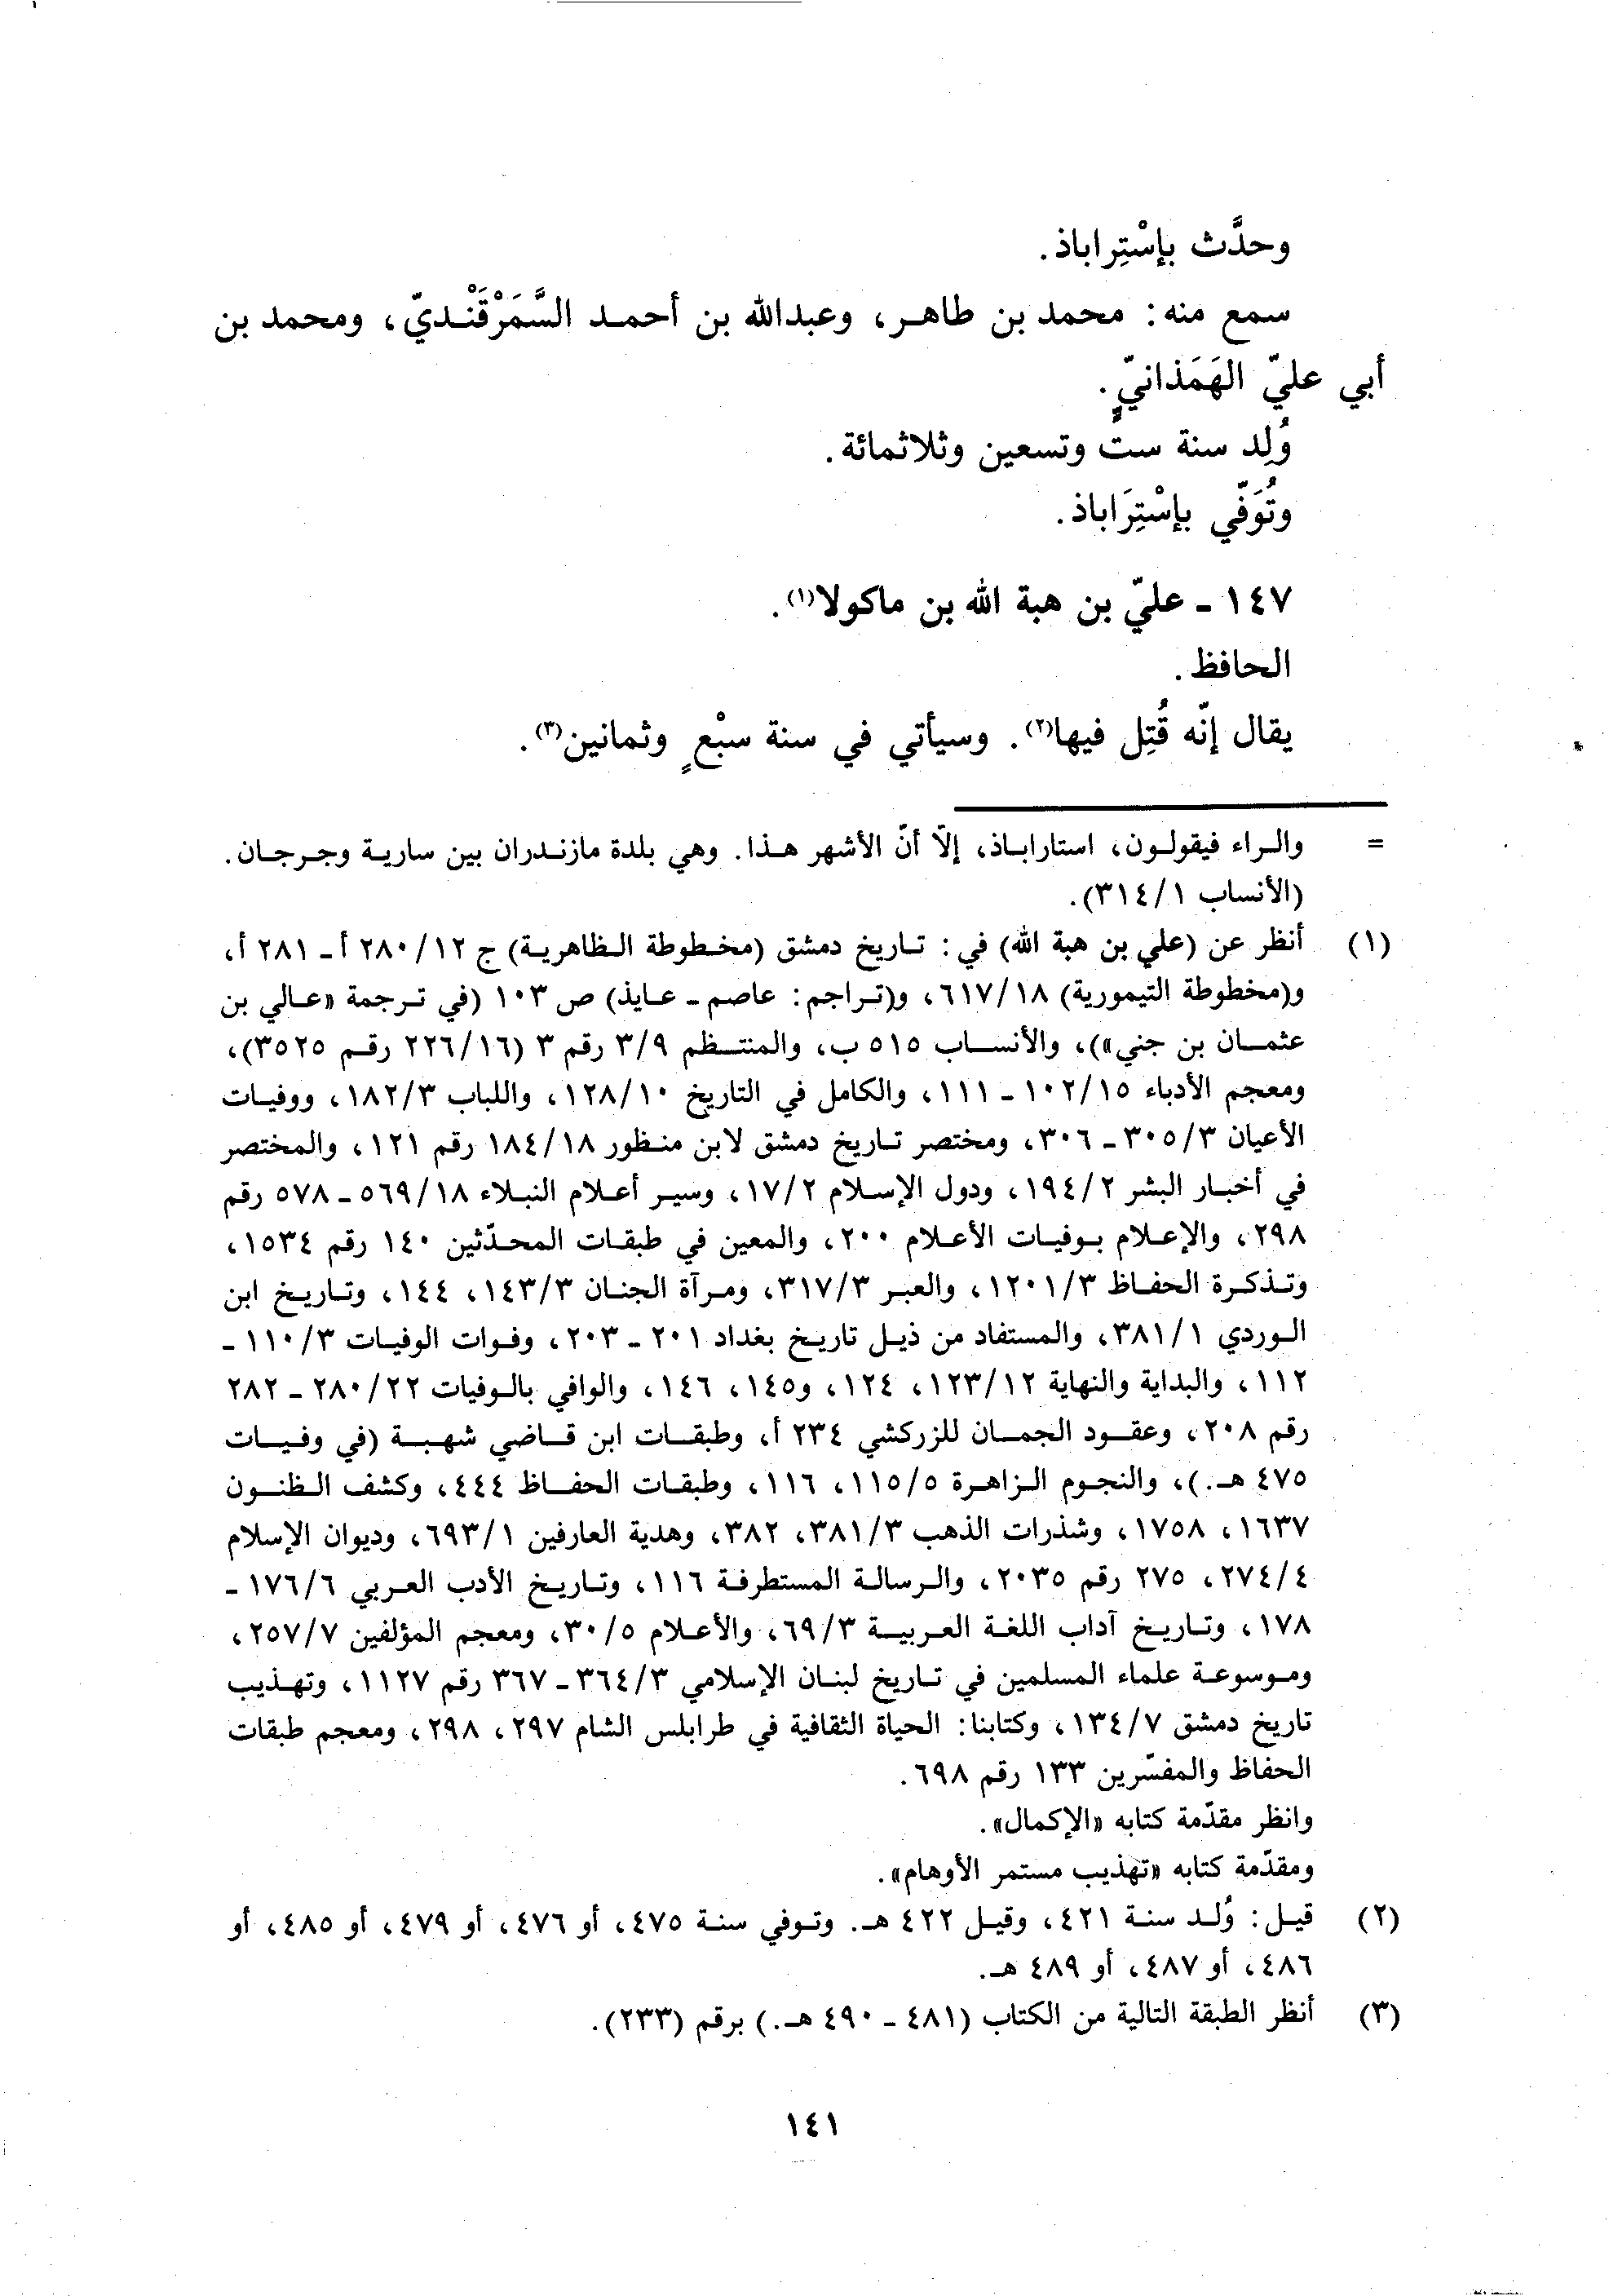 وحدَّث بإسْتِراباذ.
سمع منه: محمد بن طاهر، وعبدالله بن أحمد السَّمَرْقَنْديّ، ومحمد بن
أبي عليّ الهَمَذانيّ.
وُلِد سنة ستٍّ وتسعين وثلاثمائة.
وتُوَفّي بإسْتِرَاباذ.
١٤٧ ـ عليّ بن هبة الله بن ماكولا(١).
الحافظ.
يقال إنّه قُتِل فيها(٢). وسيأتي في سنة سبْعٍ وثمانين(٣).
= والراء فيقولون، استاراباذ، إلّا أنّ الأشهر هذا. وهي بلدة مازندران بين سارية وجرجان.
(الأنساب ٣١٤/١).
(١) أنظر عن (علي بن هبة الله) في: تاريخ دمشق (مخطوطة الظاهرية) ج ٢٨٠/١٢ أ ـ ٢٨١ أ،
و(مخطوطة التيمورية) ٦١٧/١٨، و(تراجم: عاصم ـ عايذ) ص ١٠٣ (في ترجمة «عالي بن
عثمان بن جني»)، والأنساب ٥١٥ ب، والمنتظم ٣/٩ رقم ٣ (٢٢٦/١٦ رقم ٣٥٢٥)،
ومعجم الأدباء ١٠٢/١٥ ـ ١١١، والكامل في التاريخ ١٢٨/١٠، واللباب ١٨٢/٣، ووفيات
الأعيان ٣٠٥/٣ ـ ٣٠٦، ومختصر تاريخ دمشق لابن منظور ١٨٤/١٨ رقم ١٢١، والمختصر
في أخبار البشر ١٩٤/٢، ودول الإسلام ١٧/٢، وسير أعلام النبلاء ٥٦٩/١٨ ـ ٥٧٨ رقم
٢٩٨، والإعلام بوفيات الأعلام ٢٠٠، والمعين في طبقات المحدّثين ١٤٠ رقم ١٥٣٤،
وتذكرة الحفاظ ١٢٠١/٣، والعبر ٣١٧/٣، ومرآة الجنان ١٤٣/٣، ١٤٤، وتاريخ ابن
الوردي ٣٨١/١، والمستفاد من ذيل تاريخ بغداد ٢٠١ ـ ٢٠٣، وفوات الوفيات ١١٠/٣ ـ
١١٢، والبداية والنهاية ١٢٣/١٢، ١٢٤، و١٤٥، ١٤٦، والوافي بالوفيات ٢٨٠/٢٢ ـ ٢٨٢
رقم ٢٠٨، وعقود الجمان للزركشي ٢٣٤ أ، وطبقات ابن قاضي شهبة (في وفيات
٤٧٥ هـ.)، والنجوم الزاهرة ١١٥/٥، ١١٦، وطبقات الحفاظ ٤٤٤، وكشف الظنون
١٦٣٧، ١٧٥٨، وشذرات الذهب ٣٨١/٣، ٣٨٢، وهدية العارفين ٦٩٣/١، وديوان الإسلام
٢٧٤/٤، ٢٧٥ رقم ٢٠٣٥، والرسالة المستطرفة ١١٦، وتاريخ الأدب العربي ١٧٦/٦ ـ
١٧٨، وتاريخ آداب اللغة العربية ٦٩/٣، والأعلام ٣٠/٥، ومعجم المؤلفين ٢٥٧/٧،
وموسوعة علماء المسلمين في تاريخ لبنان الإسلامي ٣٦٤/٣ ـ ٣٦٧ رقم ١١٢٧، وتهذيب
تاريخ دمشق ١٣٤/٧، وكتابنا: الحياة الثقافية في طرابلس الشام ٢٩٧، ٢٩٨، ومعجم طبقات
الحفاظ والمفسّرين ١٣٣ رقم ٦٩٨.
وانظر مقدّمة كتابه «الإكمال».
ومقدّمة كتابه «تهذيب مستمر الأوهام».
(٢) قيل: وُلد سنة ٤٢١، وقيل ٤٢٢ هـ. وتوفي سنة ٤٧٥، أو ٤٧٦، أو ٤٧٩، أو ٤٨٥، أو
٤٨٦، أو ٤٨٧، أو ٤٨٩ هـ.
(٣) أنظر الطبقة التالية من الكتاب (٤٨١ ـ ٤٩٠ هـ.) برقم (٢٣٣).
١٤١